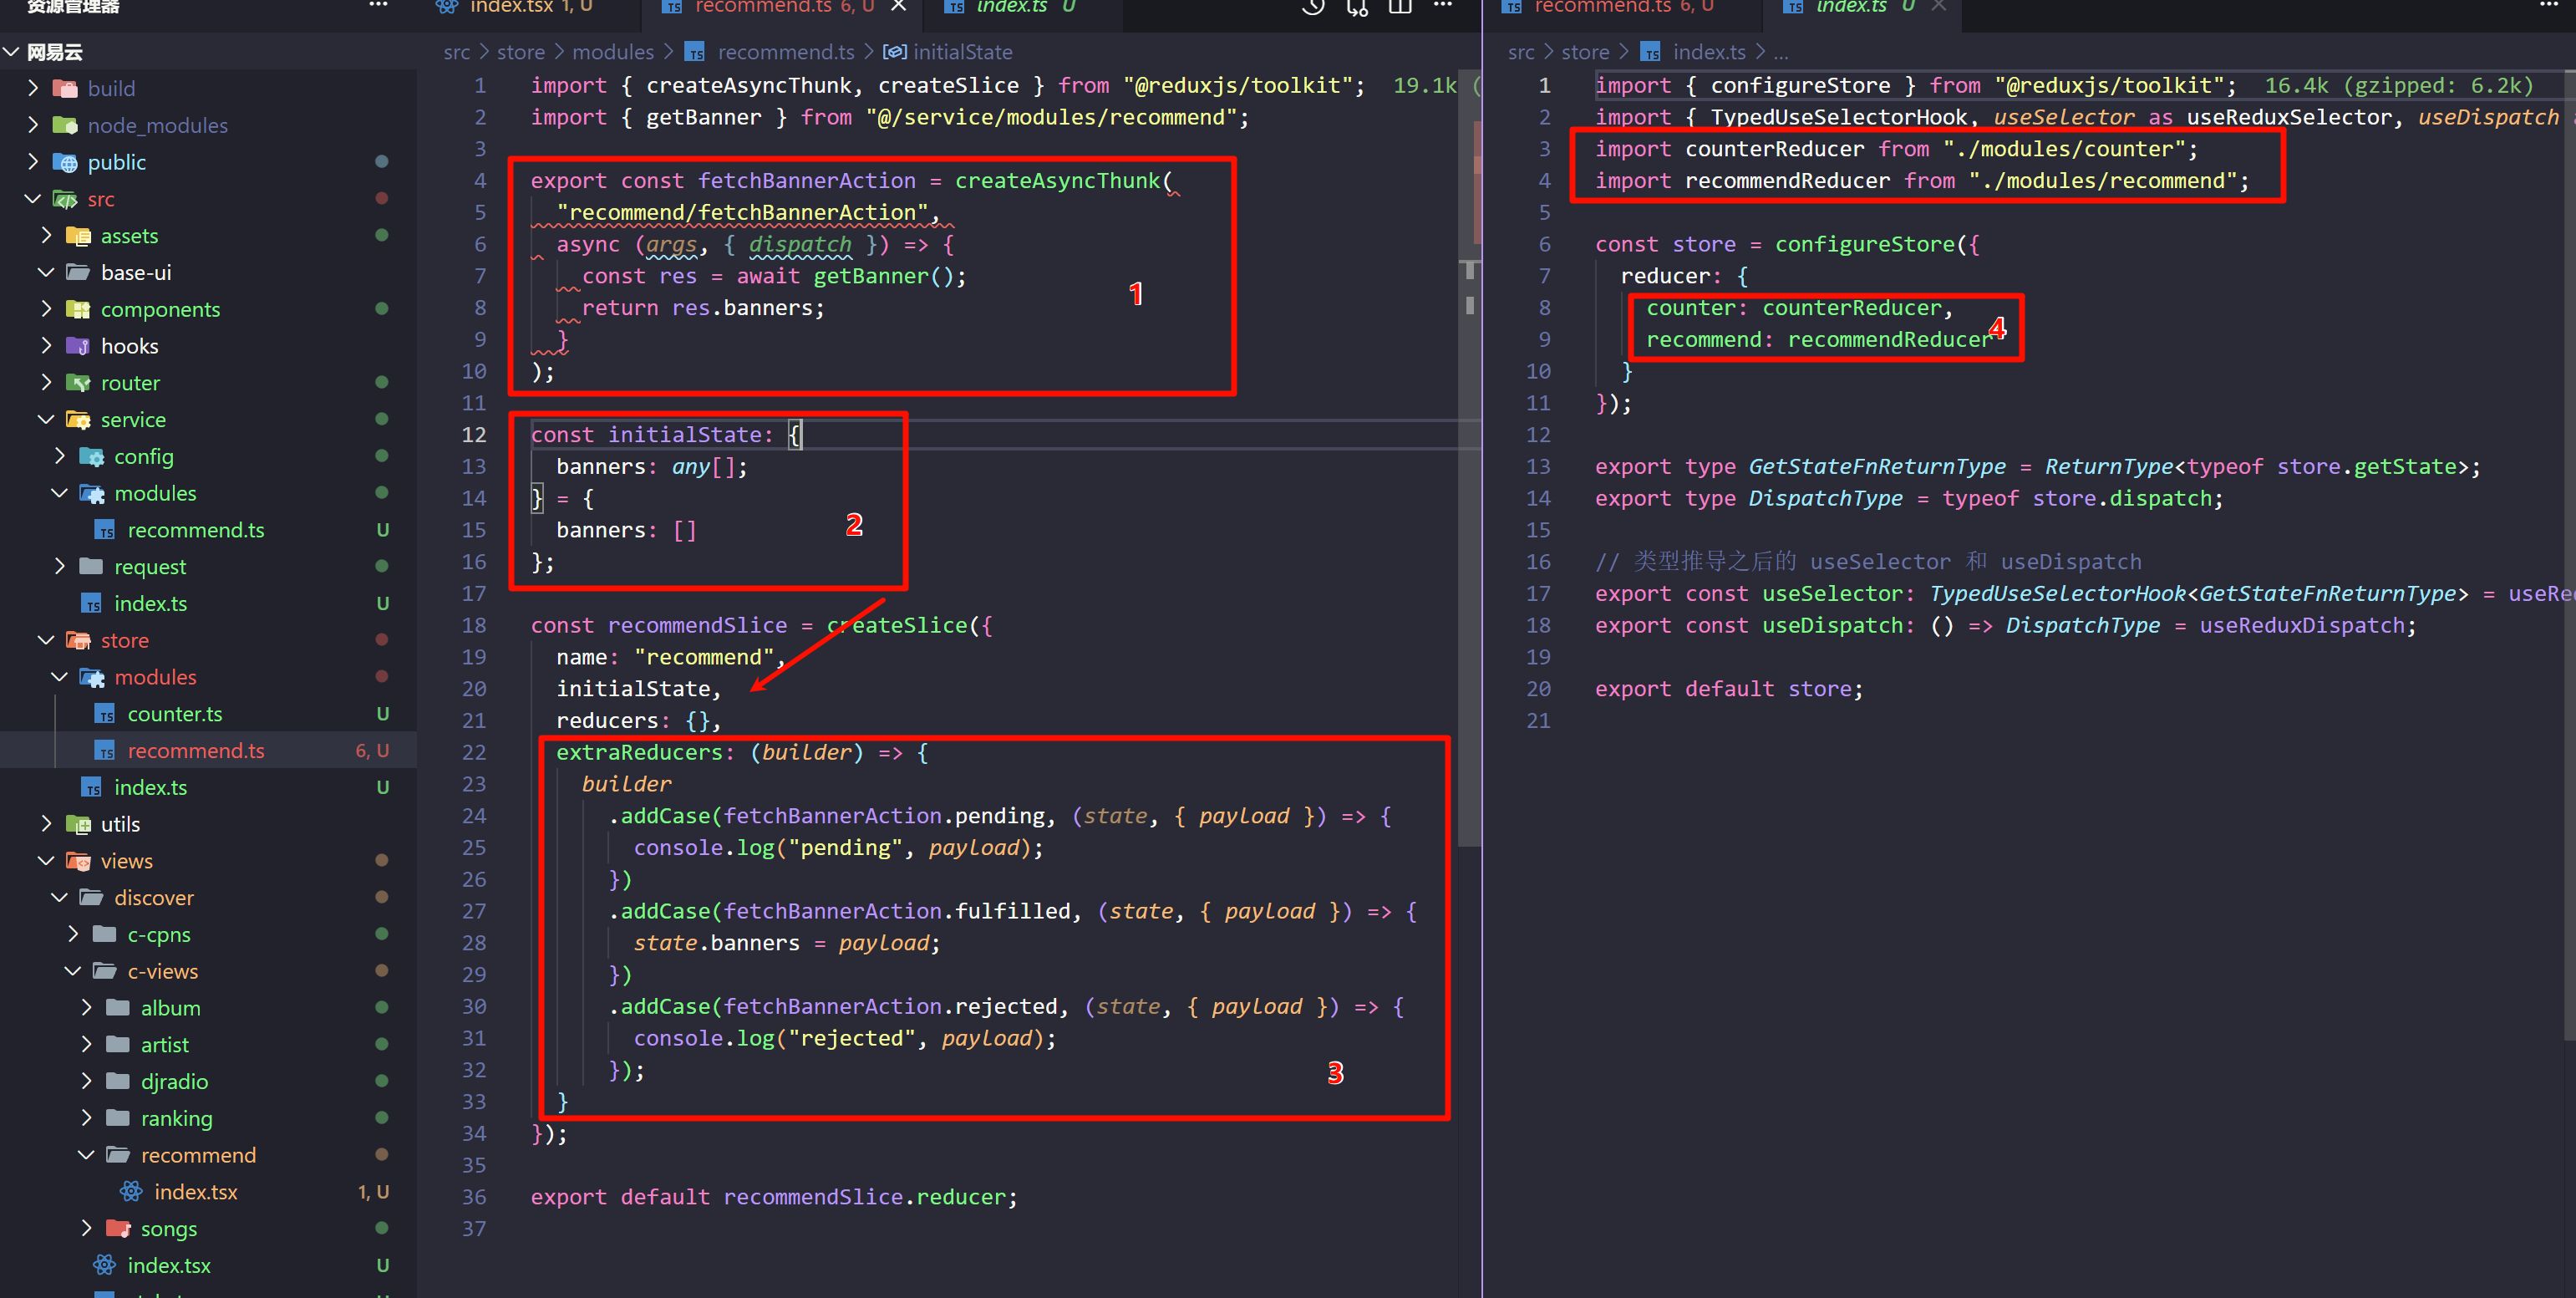 资源管理器
网易云
build
node_modules
public
src
assets
base-ui
components
hooks
router
service
config
modules
recommend.ts U
request
index.ts U
store
modules
counter.ts U
recommend.ts 6, U
index.ts U
utils
views
discover
c-cpns
c-views
album
artist
djradio
ranking
recommend
index.tsx 1, U
songs
index.tsx U
index.tsx 1, U
recommend.ts 6, U
index.ts U
src > store > modules > recommend.ts > initialState
1 import { createAsyncThunk, createSlice } from "@reduxjs/toolkit"; 19.1k (
2 import { getBanner } from "@/service/modules/recommend";
3
4 export const fetchBannerAction = createAsyncThunk(
5 "recommend/fetchBannerAction",
6 async (args, { dispatch }) => {
7 const res = await getBanner();
8 return res.banners;
9 }
10 );
1
11
12 const initialState: {
13 banners: any[];
14 } = {
15 banners: []
16 };
2
17
18 const recommendSlice = createSlice({
19 name: "recommend",
20 initialState,
21 reducers: {},
22 extraReducers: (builder) => {
23 builder
24 .addCase(fetchBannerAction.pending, (state, { payload }) => {
25 console.log("pending", payload);
26 })
27 .addCase(fetchBannerAction.fulfilled, (state, { payload }) => {
28 state.banners = payload;
29 })
30 .addCase(fetchBannerAction.rejected, (state, { payload }) => {
31 console.log("rejected", payload);
32 });
3
33 }
34 });
35
36 export default recommendSlice.reducer;
37
recommend.ts 6, U
index.ts U
src > store > index.ts > ...
1 import { configureStore } from "@reduxjs/toolkit"; 16.4k (gzipped: 6.2k)
2 import { TypedUseSelectorHook, useSelector as useReduxSelector, useDispatch
3 import counterReducer from "./modules/counter";
4 import recommendReducer from "./modules/recommend";
5
6 const store = configureStore({
7 reducer: {
8 counter: counterReducer,
9 recommend: recommendReducer
4
10 }
11 });
12
13 export type GetStateFnReturnType = ReturnType<typeof store.getState>;
14 export type DispatchType = typeof store.dispatch;
15
16 // 类型推导之后的 useSelector 和 useDispatch
17 export const useSelector: TypedUseSelectorHook<GetStateFnReturnType> = useRe
18 export const useDispatch: () => DispatchType = useReduxDispatch;
19
20 export default store;
21